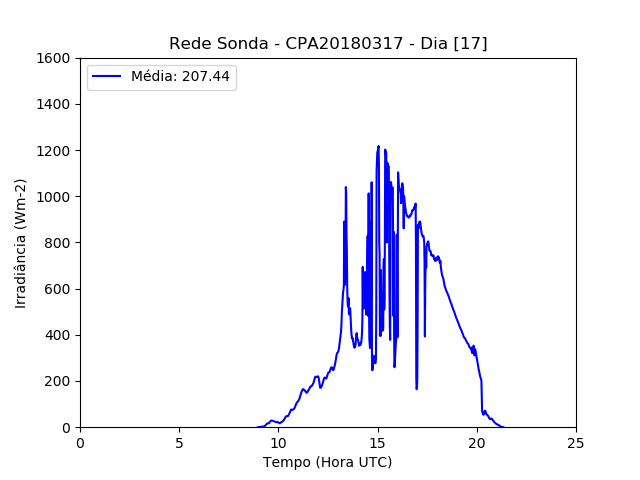 Rede Sonda - CPA20180317 - Dia [17]
Média: 207.44
Irradiância (Wm-2)
1600
1400
1200
1000
800
600
400
200
0
0 5 10 15 20 25
Tempo (Hora UTC)